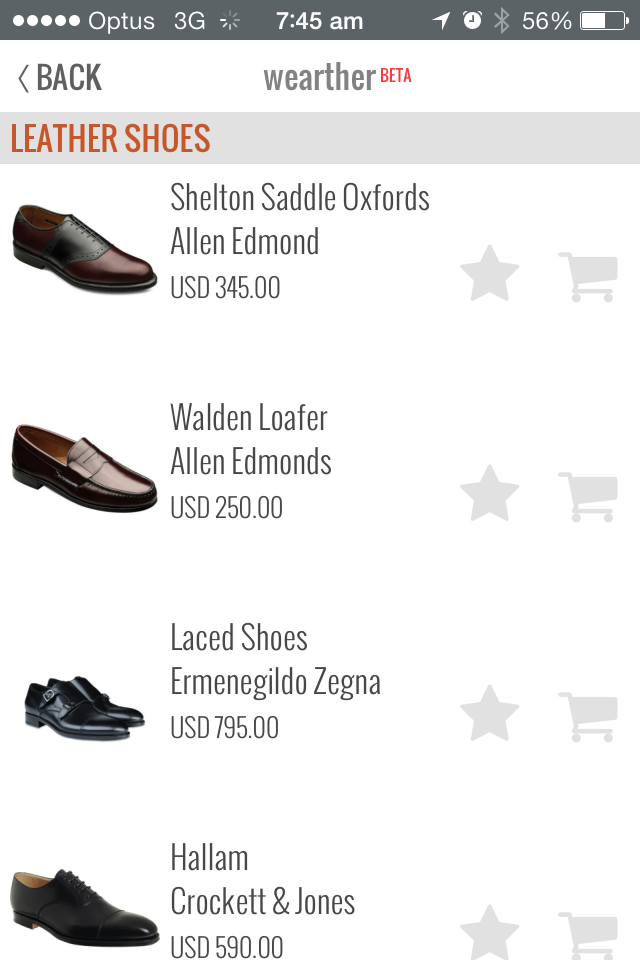 Optus 3G 7:45 am 56%
BACK wearther BETA
LEATHER SHOES
Shelton Saddle Oxfords
Allen Edmond
USD 345.00
Walden Loafer
Allen Edmonds
USD 250.00
Laced Shoes
Ermenegildo Zegna
USD 795.00
Hallam
Crockett & Jones
USD 590.00